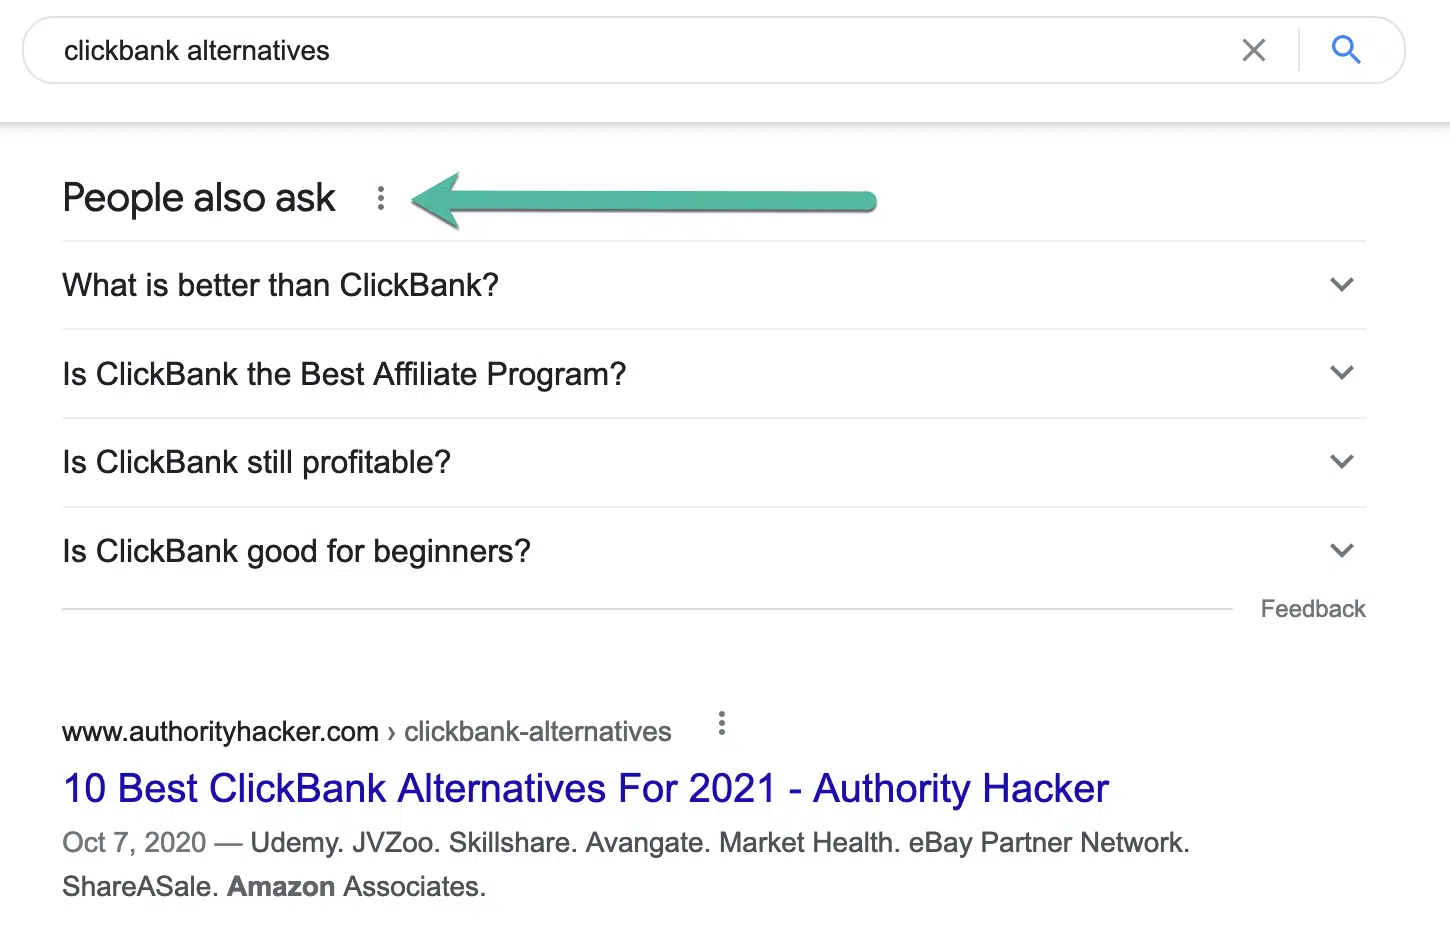 clickbank alternatives
People also ask
What is better than ClickBank?
Is ClickBank the Best Affiliate Program?
Is ClickBank still profitable?
Is ClickBank good for beginners?
Feedback
www.authorityhacker.com › clickbank-alternatives
10 Best ClickBank Alternatives For 2021 - Authority Hacker
Oct 7, 2020 — Udemy. JVZoo. Skillshare. Avangate. Market Health. eBay Partner Network.
ShareASale. Amazon Associates.